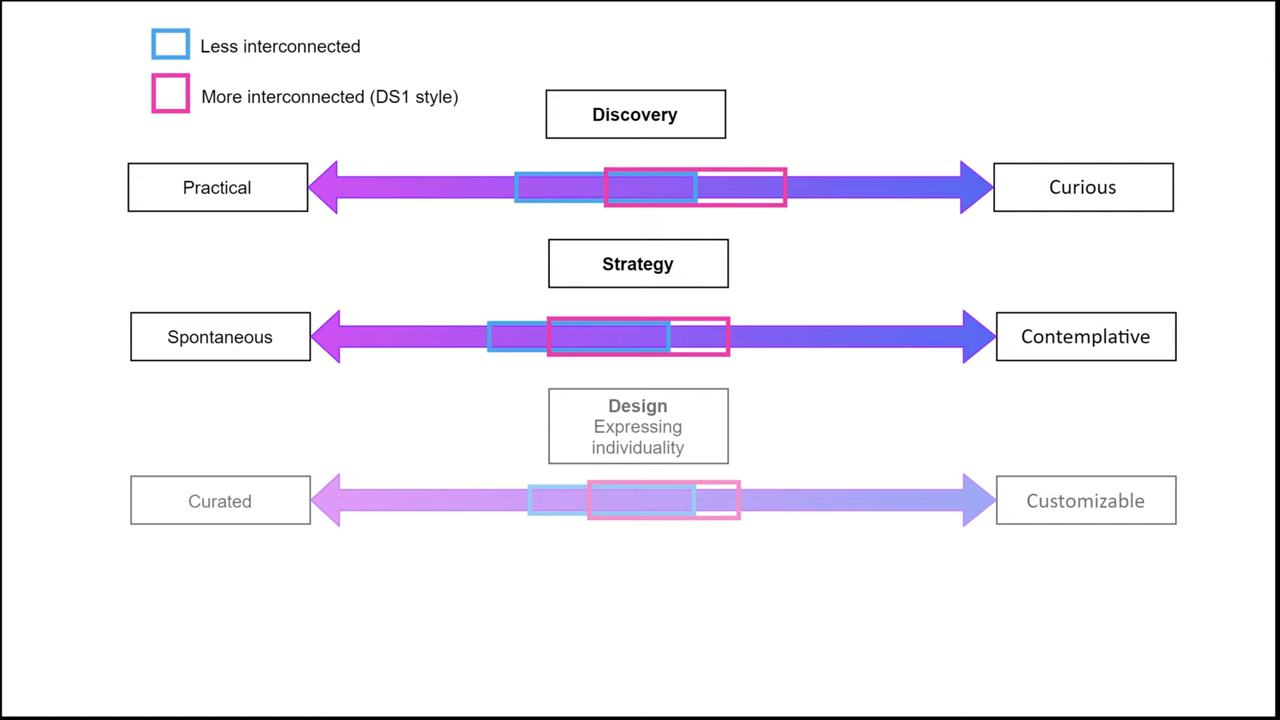 Less interconnected
More interconnected (DS1 style)
Discovery
Practical
Curious
Strategy
Spontaneous
Contemplative
Design
Expressing
individuality
Curated
Customizable